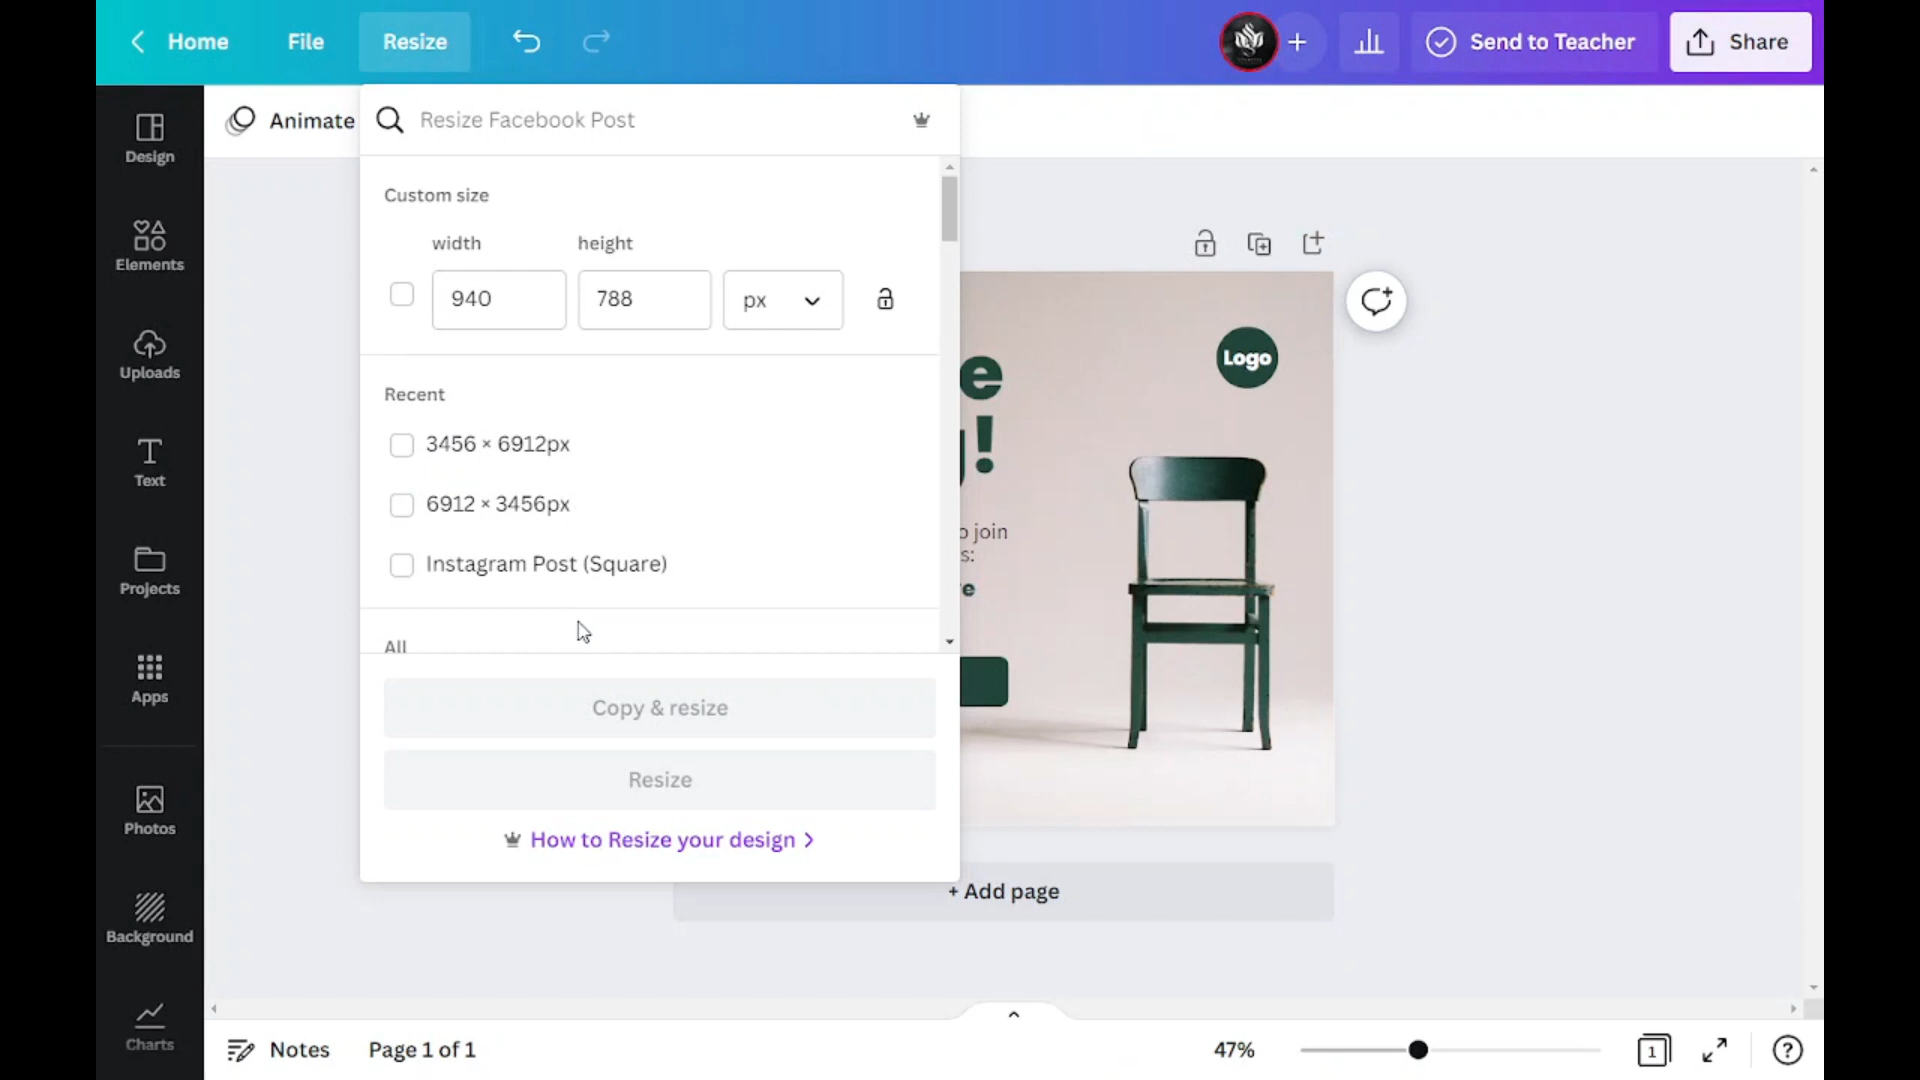 Home File Resize Send to Teacher Share
Animate
Resize Facebook Post
Design
Elements
Uploads
Text
Projects
Apps
Photos
Background
Charts
Custom size
width height
940 788 px
Recent
3456 × 6912px
6912 × 3456px
Instagram Post (Square)
All
Copy & resize
Resize
How to Resize your design
e
!
Logo
o join
s:
e
+ Add page
Notes Page 1 of 1 47% 1 ?